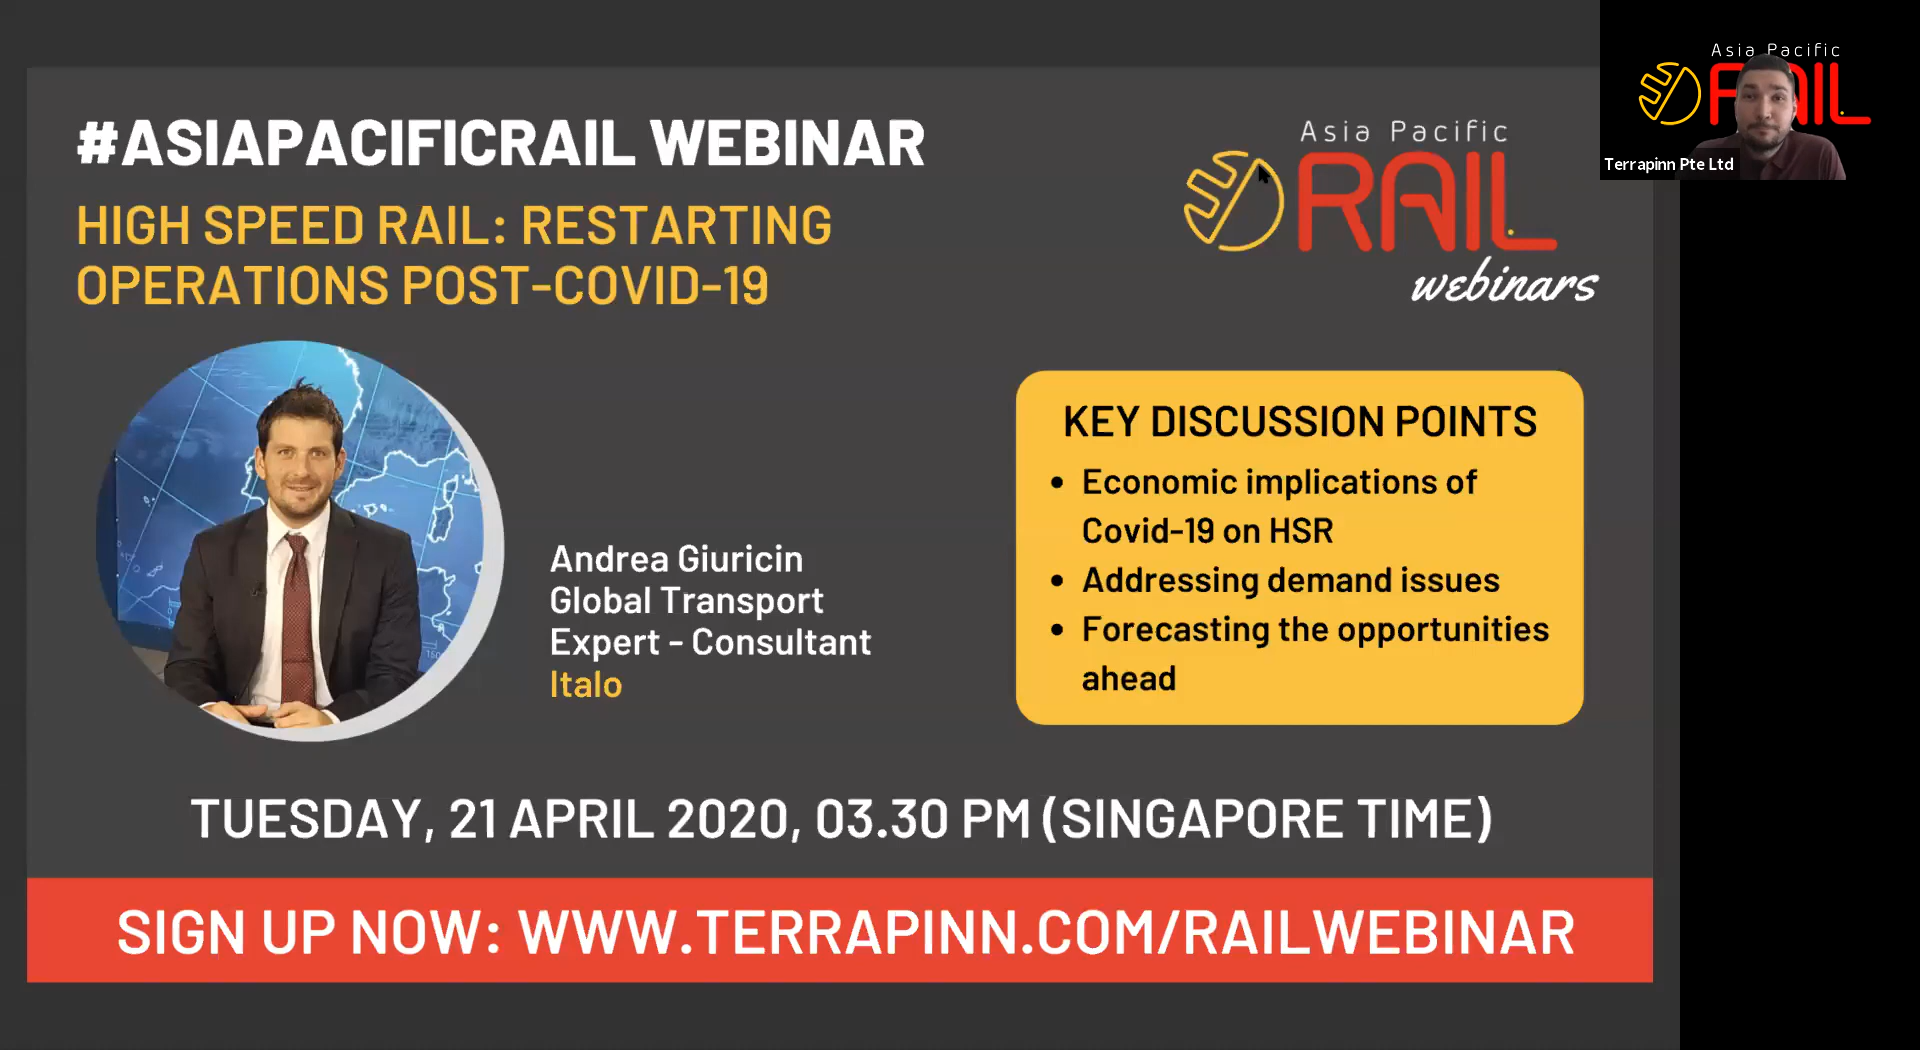 #ASIAPACIFICRAIL WEBINAR
HIGH SPEED RAIL: RESTARTING
OPERATIONS POST-COVID-19
Asia Pacific
RAIL
webinars
Asia Pacific
RAIL
Terrapinn Pte Ltd
Andrea Giuricin
Global Transport
Expert - Consultant
Italo
KEY DISCUSSION POINTS
• Economic implications of
Covid-19 on HSR
• Addressing demand issues
• Forecasting the opportunities
ahead
TUESDAY, 21 APRIL 2020, 03.30 PM (SINGAPORE TIME)
SIGN UP NOW: WWW.TERRAPINN.COM/RAILWEBINAR